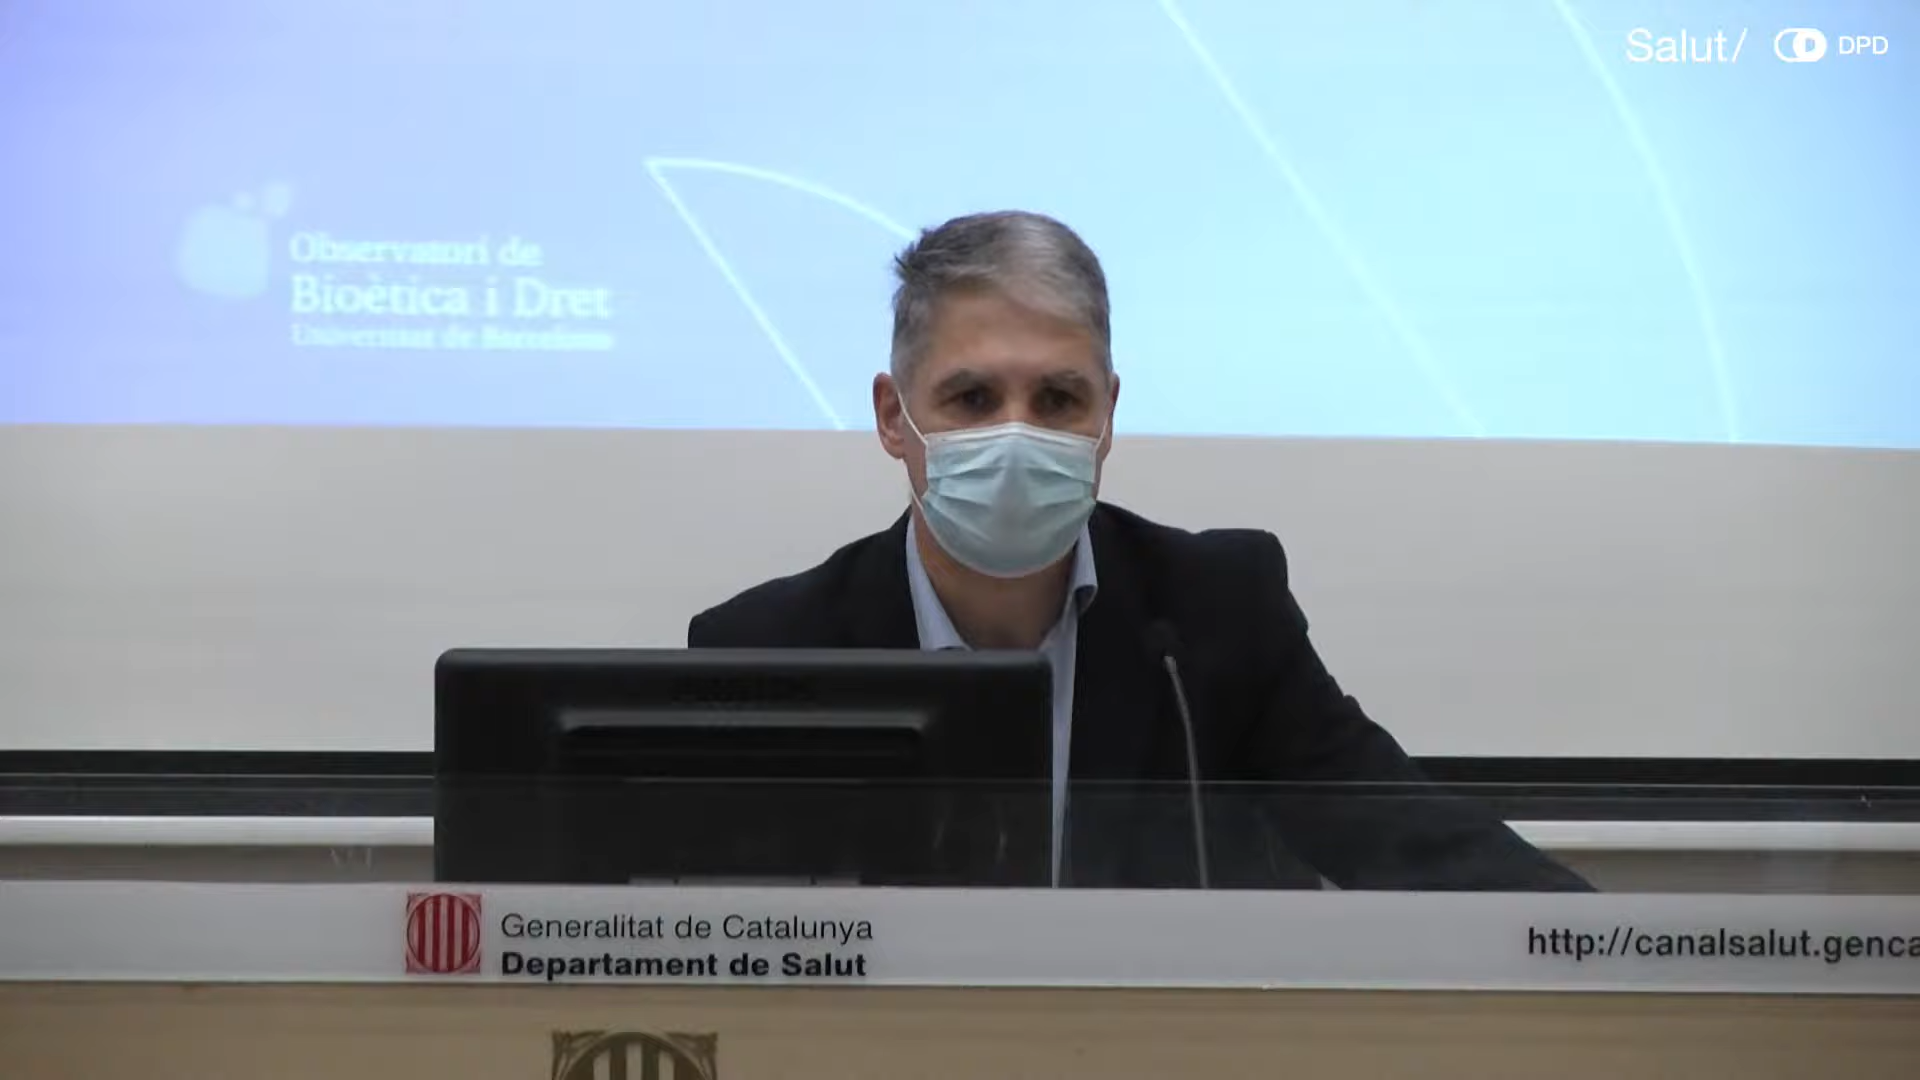 Salut/ DPD
Observatori de
Bioètica i Dret
Universitat de Barcelona
Generalitat de Catalunya
Departament de Salut
http://canalsalut.genca